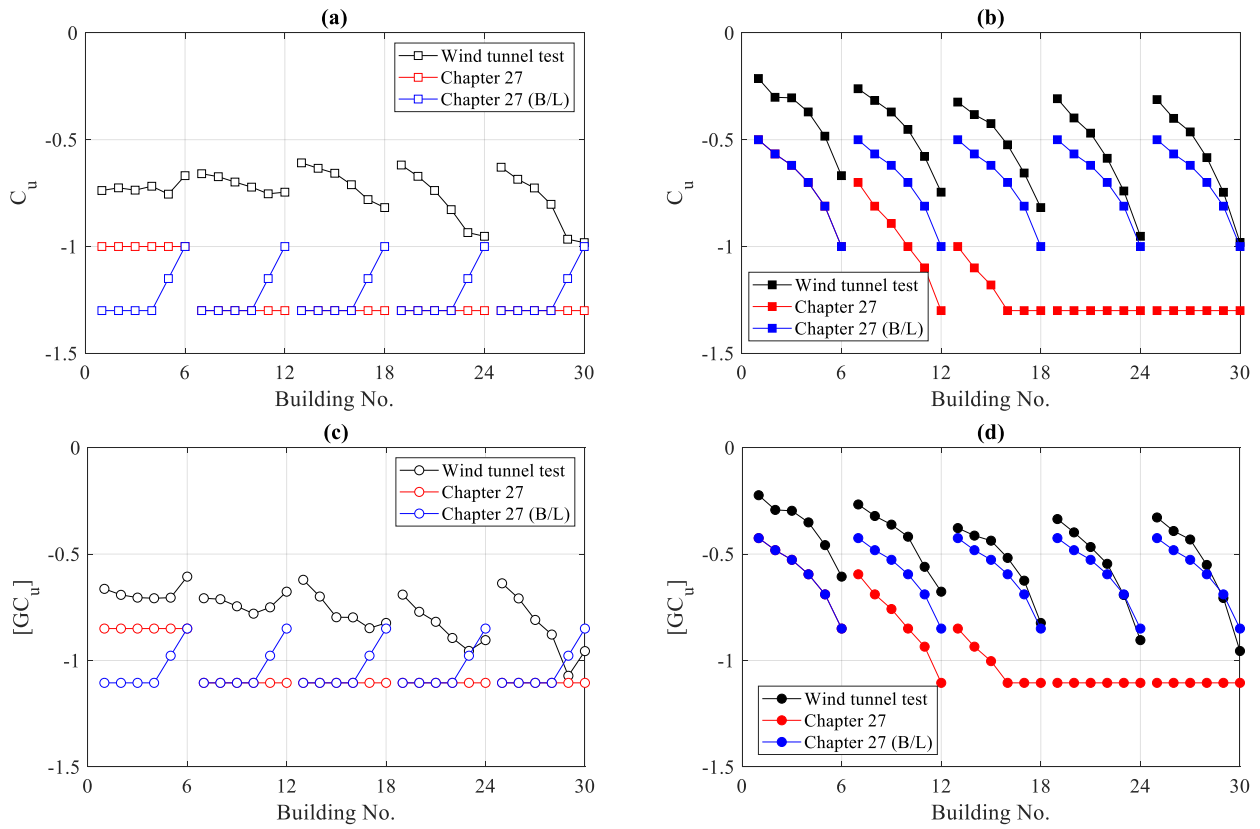 (a)
0
-0.5
-1
-1.5
C_u
Wind tunnel test
Chapter 27
Chapter 27 (B/L)
0 6 12 18 24 30
Building No.
(b)
0
-0.5
-1
-1.5
C_u
Wind tunnel test
Chapter 27
Chapter 27 (B/L)
0 6 12 18 24 30
Building No.
(c)
0
-0.5
-1
-1.5
[GC_u]
Wind tunnel test
Chapter 27
Chapter 27 (B/L)
0 6 12 18 24 30
Building No.
(d)
0
-0.5
-1
-1.5
[GC_u]
Wind tunnel test
Chapter 27
Chapter 27 (B/L)
0 6 12 18 24 30
Building No.